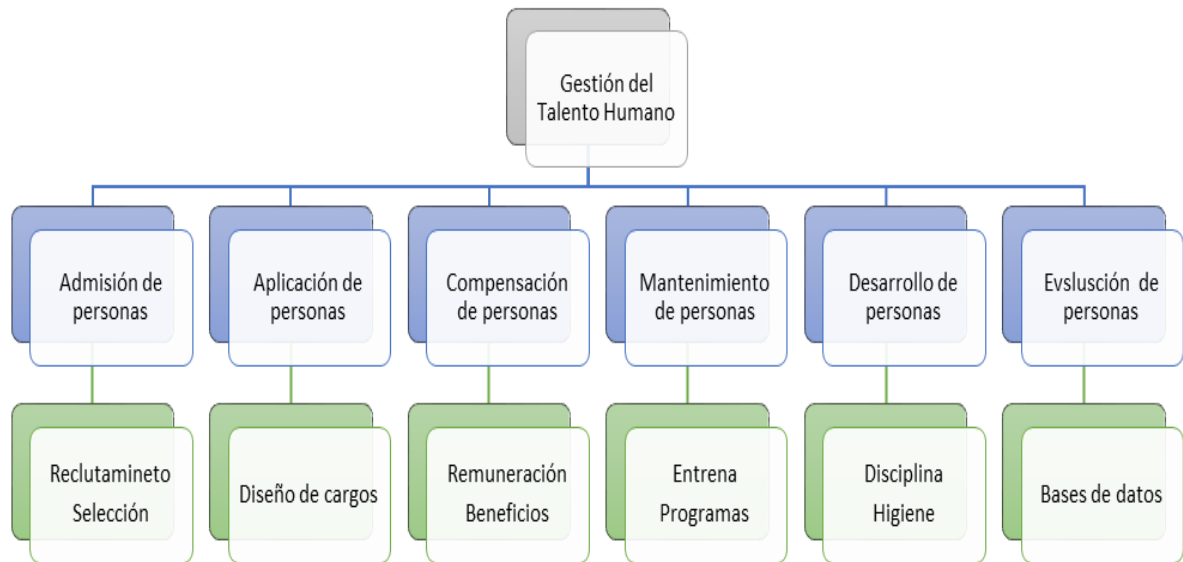 Gestión del
Talento Humano
Admisión de
personas
Aplicación de
personas
Compensación
de personas
Mantenimiento
de personas
Desarrollo de
personas
Evslusción de
personas
Reclutamineto
Selección
Diseño de cargos
Remuneración
Beneficios
Entrena
Programas
Disciplina
Higiene
Bases de datos